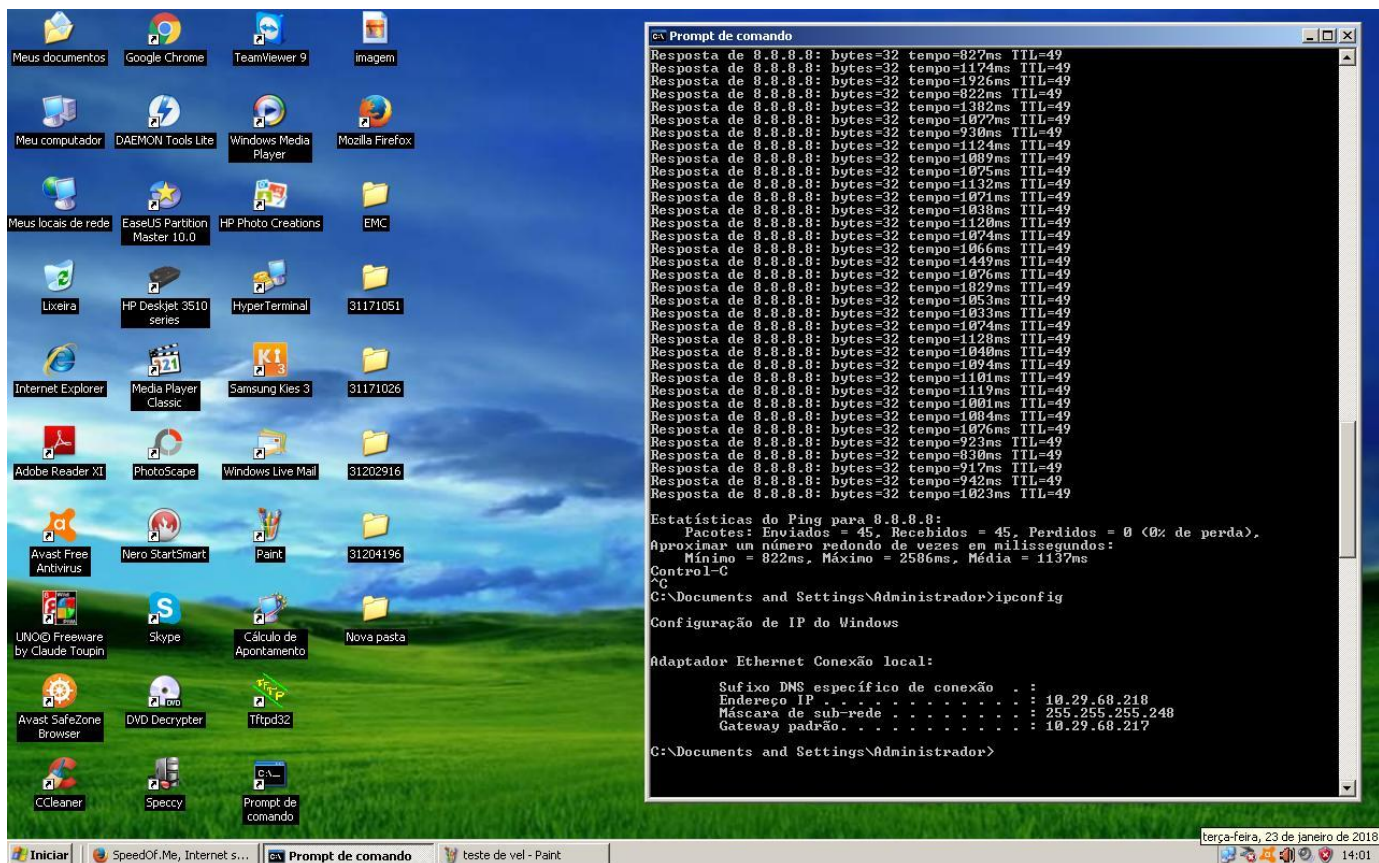 Meus documentos
Google Chrome
TeamViewer 9
imagem
Meu computador
DAEMON Tools Lite
Windows Media
Player
Mozilla Firefox
Meus locais de rede
EaseUS Partition
Master 10.0
HP Photo Creations
EMC
Lixeira
HP Deskjet 3510
series
HyperTerminal
31171051
Internet Explorer
Media Player
Classic
Samsung Kies 3
31171026
Adobe Reader XI
PhotoScape
Windows Live Mail
31202916
Avast Free
Antivirus
Nero StartSmart
Paint
31204196
UNO© Freeware
by Claude Toupin
Skype
Cálculo de
Apontamento
Nova pasta
Avast SafeZone
Browser
DVD Decrypter
Tftpd32
CCleaner
Speccy
Prompt de
comando
Prompt de comando
Resposta de 8.8.8.8: bytes=32 tempo=827ms TTL=49
Resposta de 8.8.8.8: bytes=32 tempo=1174ms TTL=49
Resposta de 8.8.8.8: bytes=32 tempo=1926ms TTL=49
Resposta de 8.8.8.8: bytes=32 tempo=822ms TTL=49
Resposta de 8.8.8.8: bytes=32 tempo=1382ms TTL=49
Resposta de 8.8.8.8: bytes=32 tempo=1077ms TTL=49
Resposta de 8.8.8.8: bytes=32 tempo=930ms TTL=49
Resposta de 8.8.8.8: bytes=32 tempo=1124ms TTL=49
Resposta de 8.8.8.8: bytes=32 tempo=1089ms TTL=49
Resposta de 8.8.8.8: bytes=32 tempo=1075ms TTL=49
Resposta de 8.8.8.8: bytes=32 tempo=1132ms TTL=49
Resposta de 8.8.8.8: bytes=32 tempo=1071ms TTL=49
Resposta de 8.8.8.8: bytes=32 tempo=1038ms TTL=49
Resposta de 8.8.8.8: bytes=32 tempo=1120ms TTL=49
Resposta de 8.8.8.8: bytes=32 tempo=1074ms TTL=49
Resposta de 8.8.8.8: bytes=32 tempo=1066ms TTL=49
Resposta de 8.8.8.8: bytes=32 tempo=1449ms TTL=49
Resposta de 8.8.8.8: bytes=32 tempo=1076ms TTL=49
Resposta de 8.8.8.8: bytes=32 tempo=1829ms TTL=49
Resposta de 8.8.8.8: bytes=32 tempo=1053ms TTL=49
Resposta de 8.8.8.8: bytes=32 tempo=1033ms TTL=49
Resposta de 8.8.8.8: bytes=32 tempo=1074ms TTL=49
Resposta de 8.8.8.8: bytes=32 tempo=1128ms TTL=49
Resposta de 8.8.8.8: bytes=32 tempo=1040ms TTL=49
Resposta de 8.8.8.8: bytes=32 tempo=1094ms TTL=49
Resposta de 8.8.8.8: bytes=32 tempo=1101ms TTL=49
Resposta de 8.8.8.8: bytes=32 tempo=1119ms TTL=49
Resposta de 8.8.8.8: bytes=32 tempo=1001ms TTL=49
Resposta de 8.8.8.8: bytes=32 tempo=1084ms TTL=49
Resposta de 8.8.8.8: bytes=32 tempo=1076ms TTL=49
Resposta de 8.8.8.8: bytes=32 tempo=923ms TTL=49
Resposta de 8.8.8.8: bytes=32 tempo=830ms TTL=49
Resposta de 8.8.8.8: bytes=32 tempo=917ms TTL=49
Resposta de 8.8.8.8: bytes=32 tempo=942ms TTL=49
Resposta de 8.8.8.8: bytes=32 tempo=1023ms TTL=49
Estatísticas do Ping para 8.8.8.8:
Pacotes: Enviados = 45, Recebidos = 45, Perdidos = 0 (0% de perda),
Aproximar um número redondo de vezes em milissegundos:
Mínimo = 822ms, Máximo = 2586ms, Média = 1137ms
Control-C
^C
C:\Documents and Settings\Administrador>ipconfig
Configuração de IP do Windows
Adaptador Ethernet Conexão local:
Sufixo DNS específico de conexão . :
Endereço IP . . . . . . . . . . . . : 10.29.68.218
Máscara de sub-rede . . . . . . . . : 255.255.255.248
Gateway padrão. . . . . . . . . . . : 10.29.68.217
C:\Documents and Settings\Administrador>
terça-feira, 23 de janeiro de 2018
Iniciar
SpeedOf.Me, Internet s...
Prompt de comando
teste de vel - Paint
14:01